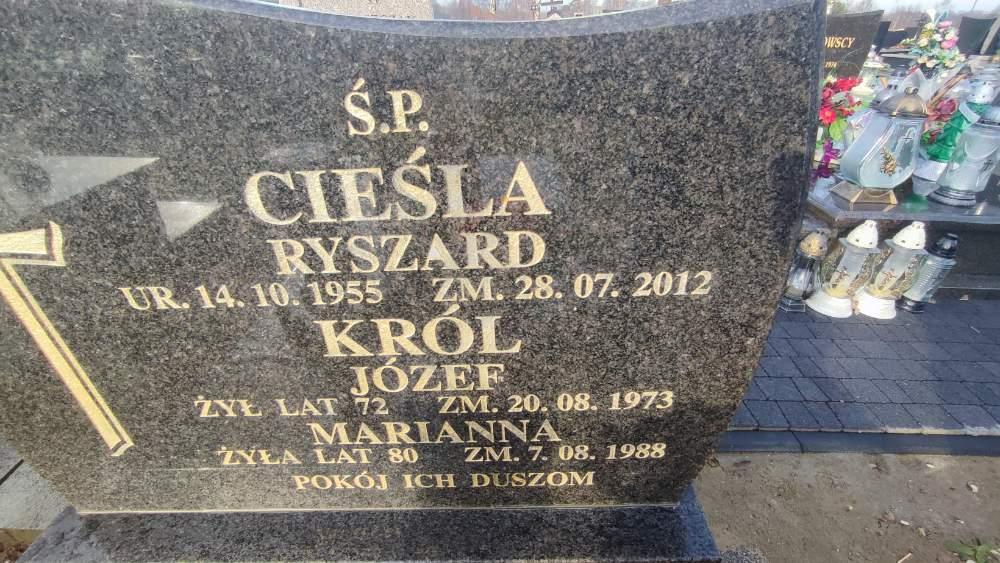 Ś.P.
CIEŚLA
RYSZARD
UR. 14. 10. 1955 ZM. 28. 07. 2012
KRÓL
JÓZEF
ŻYŁ LAT 72 ZM. 20. 08. 1973
MARIANNA
ŻYŁA LAT 80 ZM. 7. 08. 1988
POKÓJ ICH DUSZOM